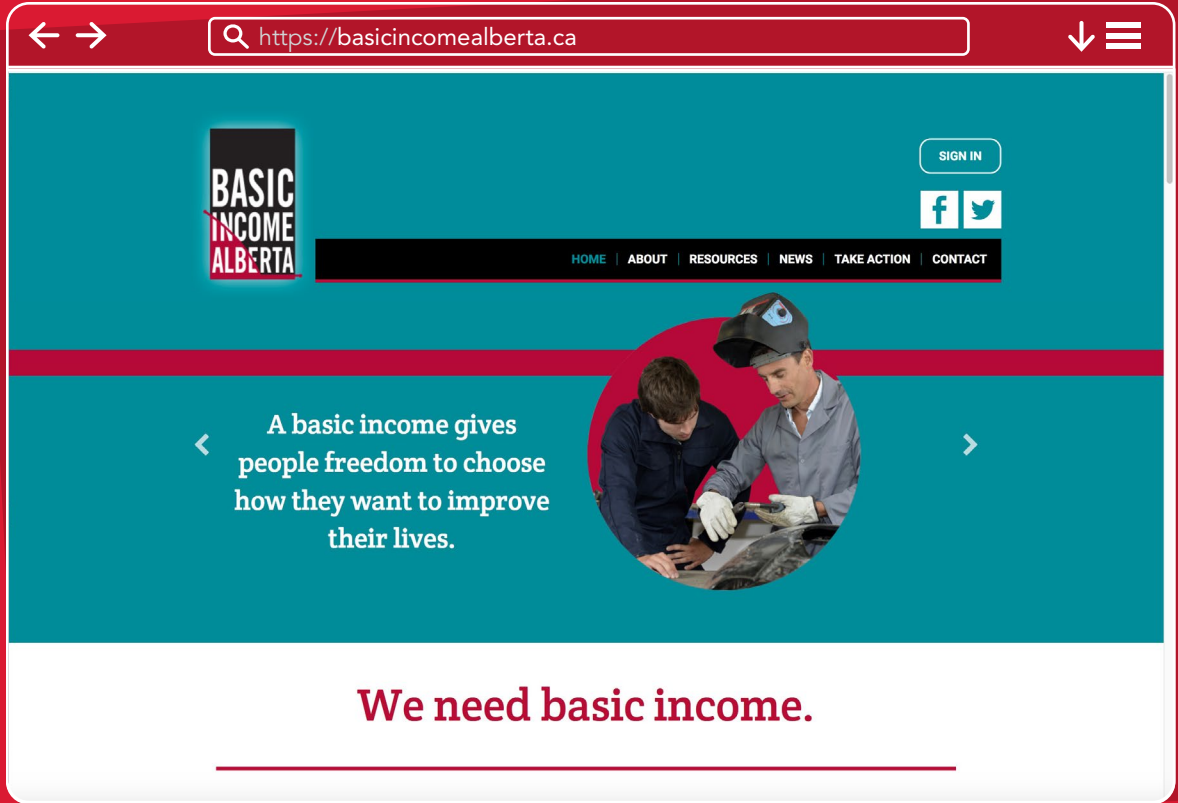 https://basicincomealberta.ca
BASIC
INCOME
ALBERTA
SIGN IN
HOME | ABOUT | RESOURCES | NEWS | TAKE ACTION | CONTACT
A basic income gives
people freedom to choose
how they want to improve
their lives.
We need basic income.